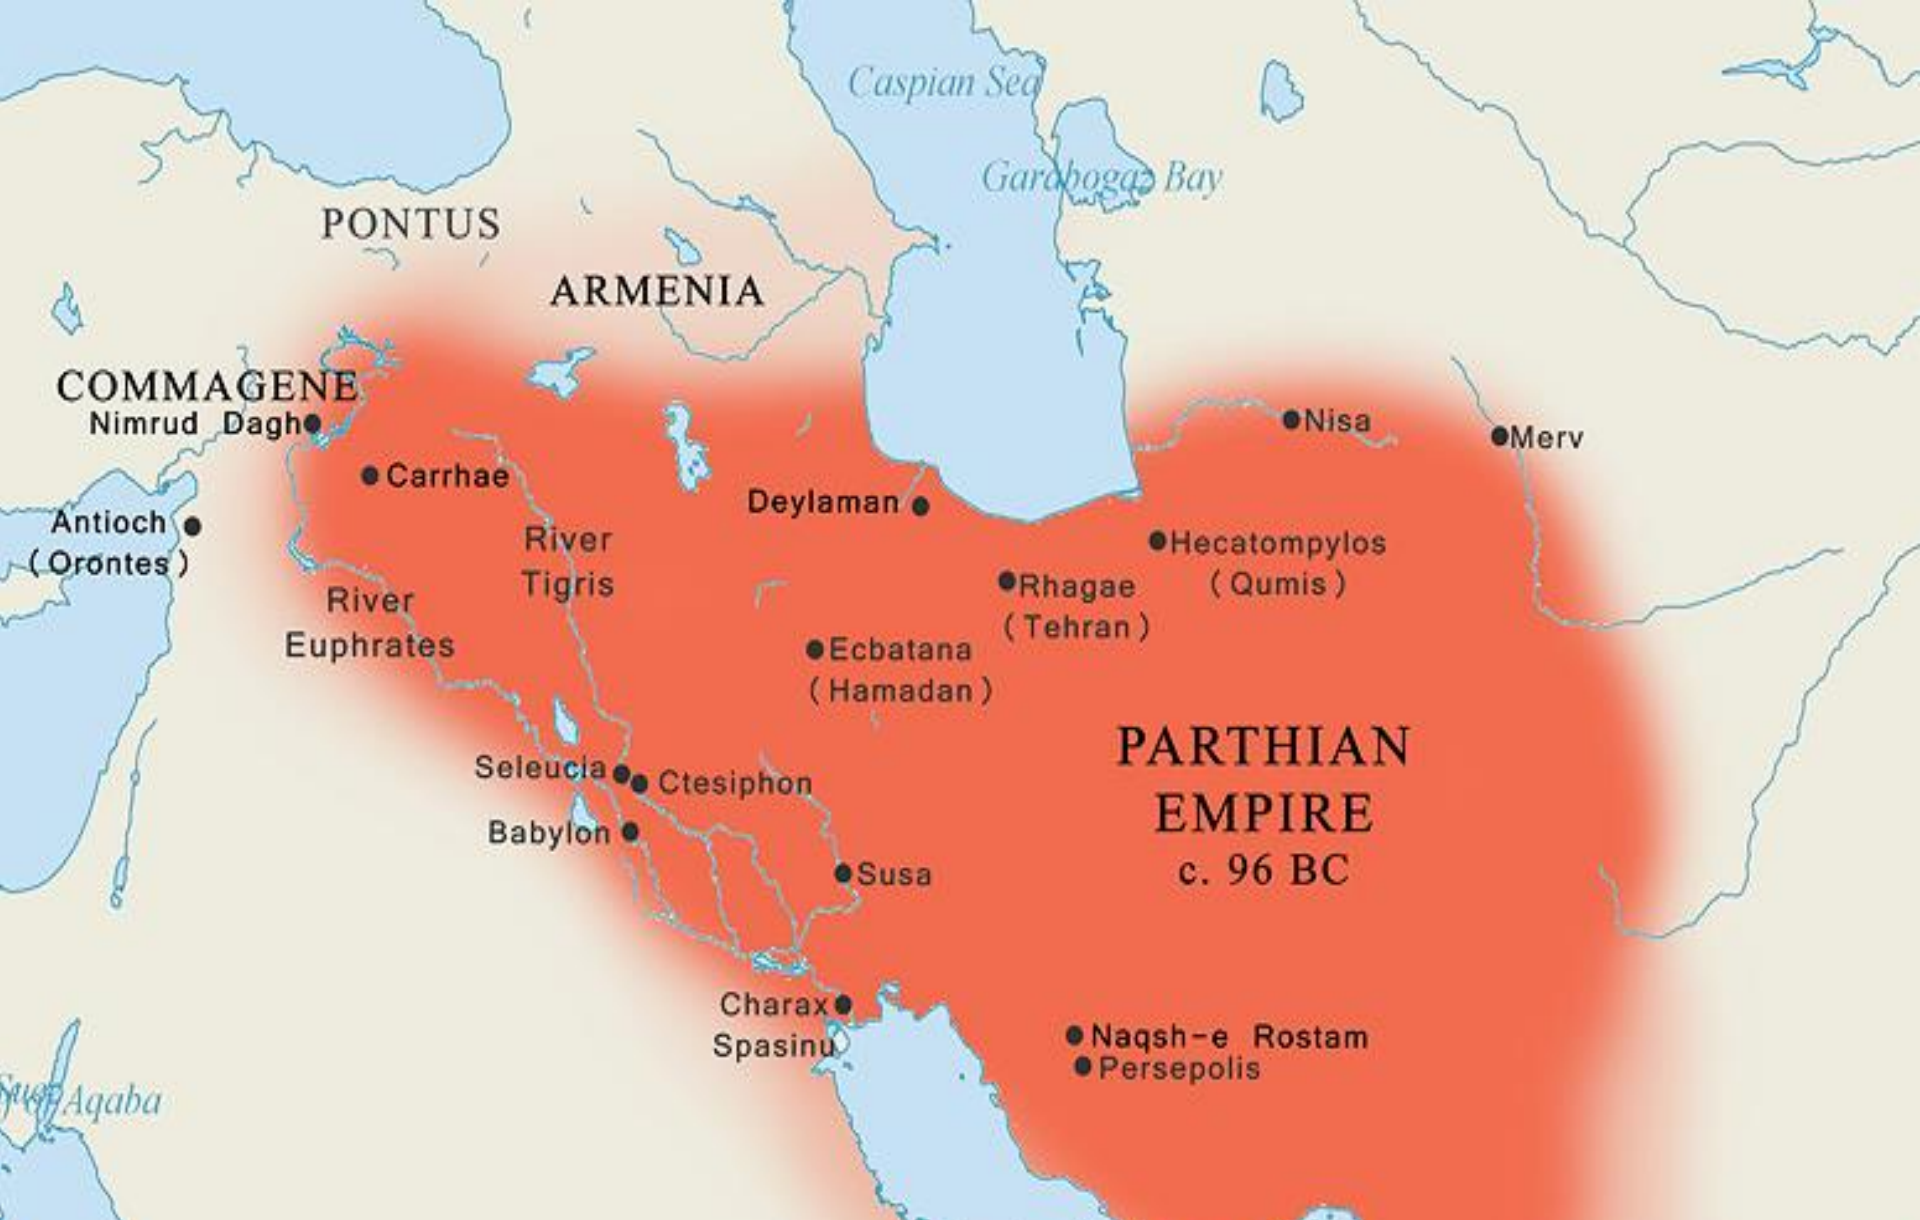 Caspian Sea
Garabogaz Bay
PONTUS
ARMENIA
COMMAGENE
Nimrud Dagh
Nisa
Merv
Carrhae
Deylaman
Antioch
(Orontes)
River
Tigris
Hecatompylos
(Qumis)
Rhagae
(Tehran)
River
Euphrates
Ecbatana
(Hamadan)
PARTHIAN
EMPIRE
c. 96 BC
Seleucia
Ctesiphon
Babylon
Susa
Charax
Spasinu
Naqsh-e Rostam
Persepolis
Aqaba